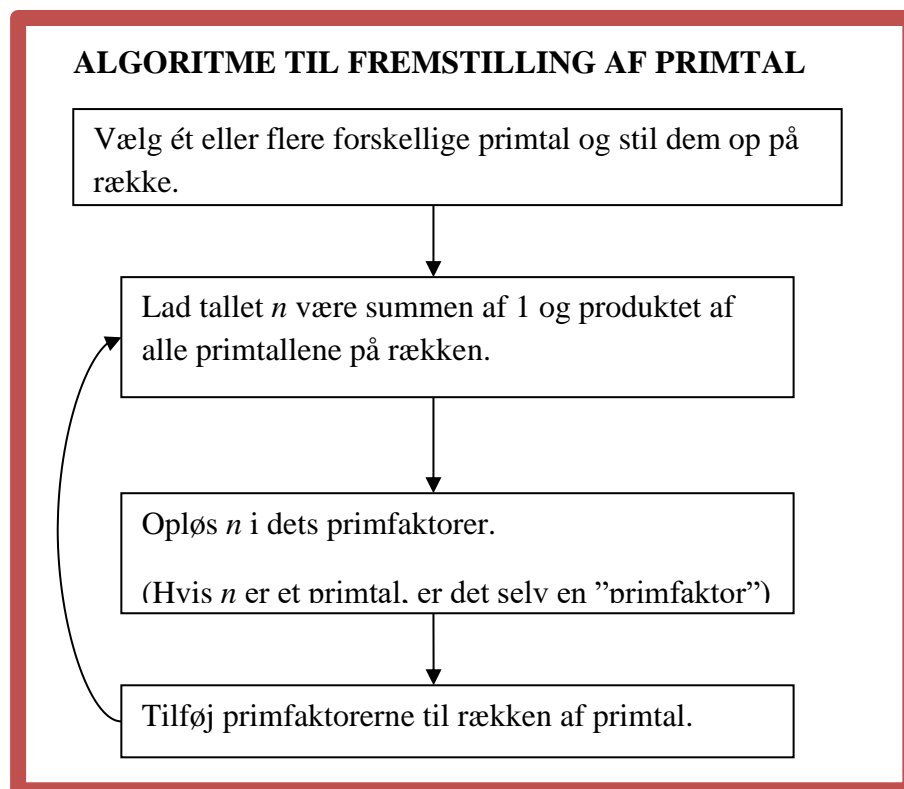 ALGORITME TIL FREMSTILLING AF PRIMTAL
Vælg ét eller flere forskellige primtal og stil dem op på
række.
Lad tallet n være summen af 1 og produktet af
alle primtallene på rækken.
Opløs n i dets primfaktorer.
(Hvis n er et primtal, er det selv en ”primfaktor”)
Tilføj primfaktorerne til rækken af primtal.